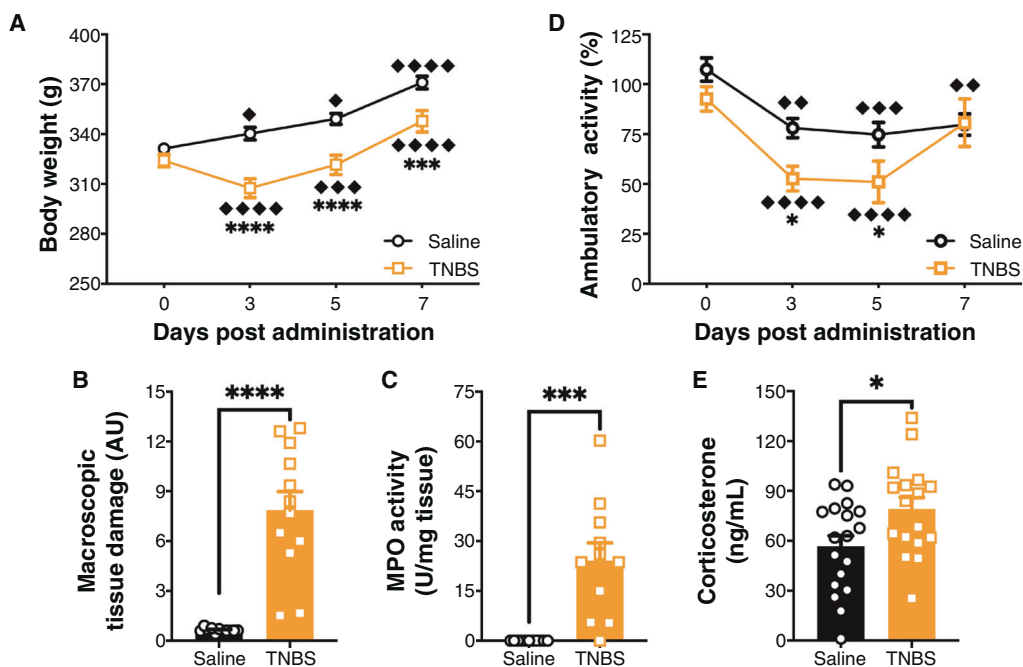 A
Body weight (g)
400
370
340
310
280
250
◆
◆
◆◆◆◆
◆◆◆◆
****
◆◆◆
****
◆◆◆◆
***
Saline
TNBS
0 3 5 7
Days post administration
D
Ambulatory activity (%)
125
100
75
50
25
0
◆◆
◆◆◆
◆◆
◆◆◆◆
*
◆◆◆◆
*
Saline
TNBS
0 3 5 7
Days post administration
B
Macroscopic
tissue damage (AU)
15
12
9
6
3
0
****
Saline TNBS
C
MPO activity
(U/mg tissue)
75
60
45
30
15
0
***
Saline TNBS
E
Corticosterone
(ng/mL)
150
120
90
60
30
0
*
Saline TNBS